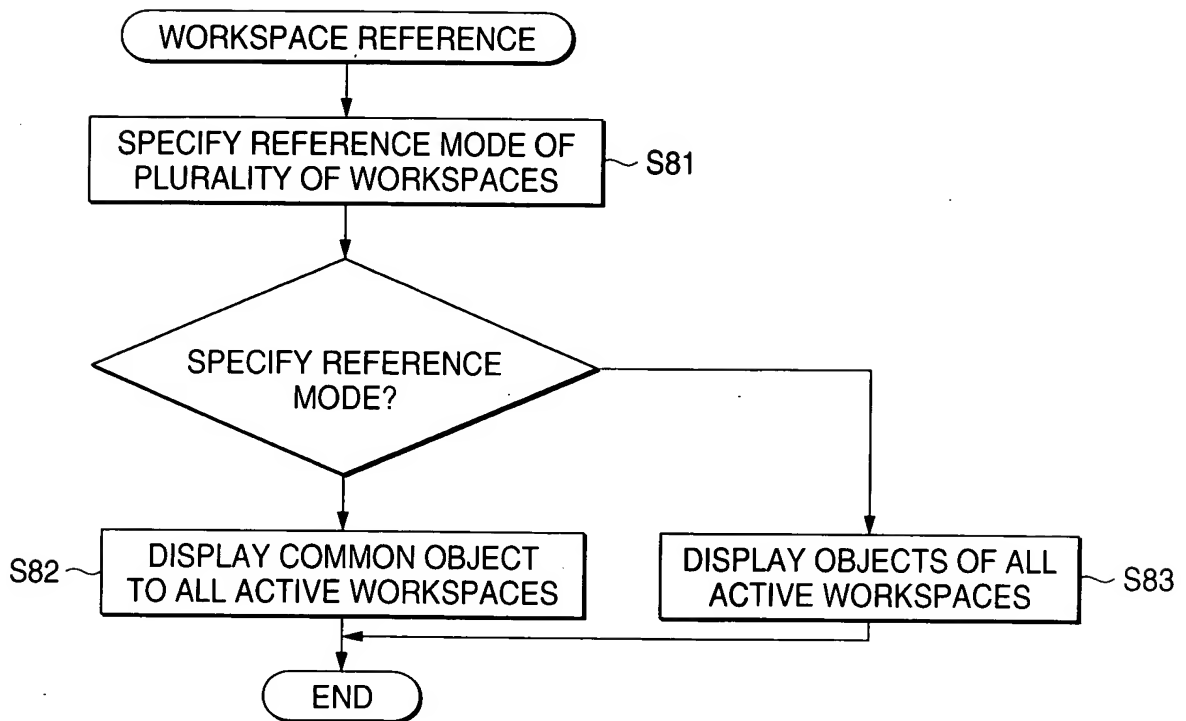 WORKSPACE REFERENCE
SPECIFY REFERENCE MODE OF
PLURALITY OF WORKSPACES
S81
SPECIFY REFERENCE
MODE?
S82
DISPLAY COMMON OBJECT
TO ALL ACTIVE WORKSPACES
DISPLAY OBJECTS OF ALL
ACTIVE WORKSPACES
S83
END